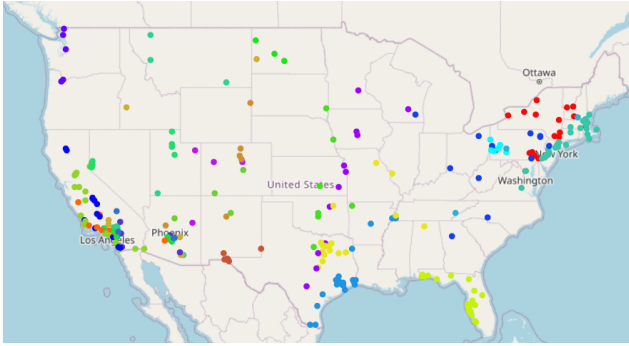 Ottawa
New York
United States
Washington
Phoenix
Los Angeles